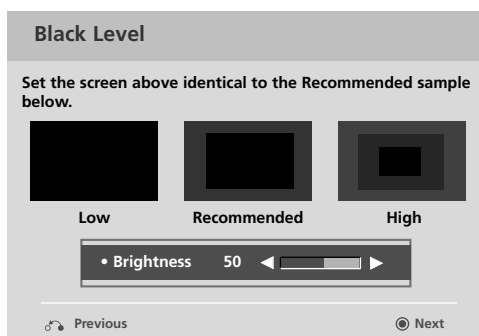 Black Level
Set the screen above identical to the Recommended sample
below.
Low Recommended High
• Brightness 50
Previous Next